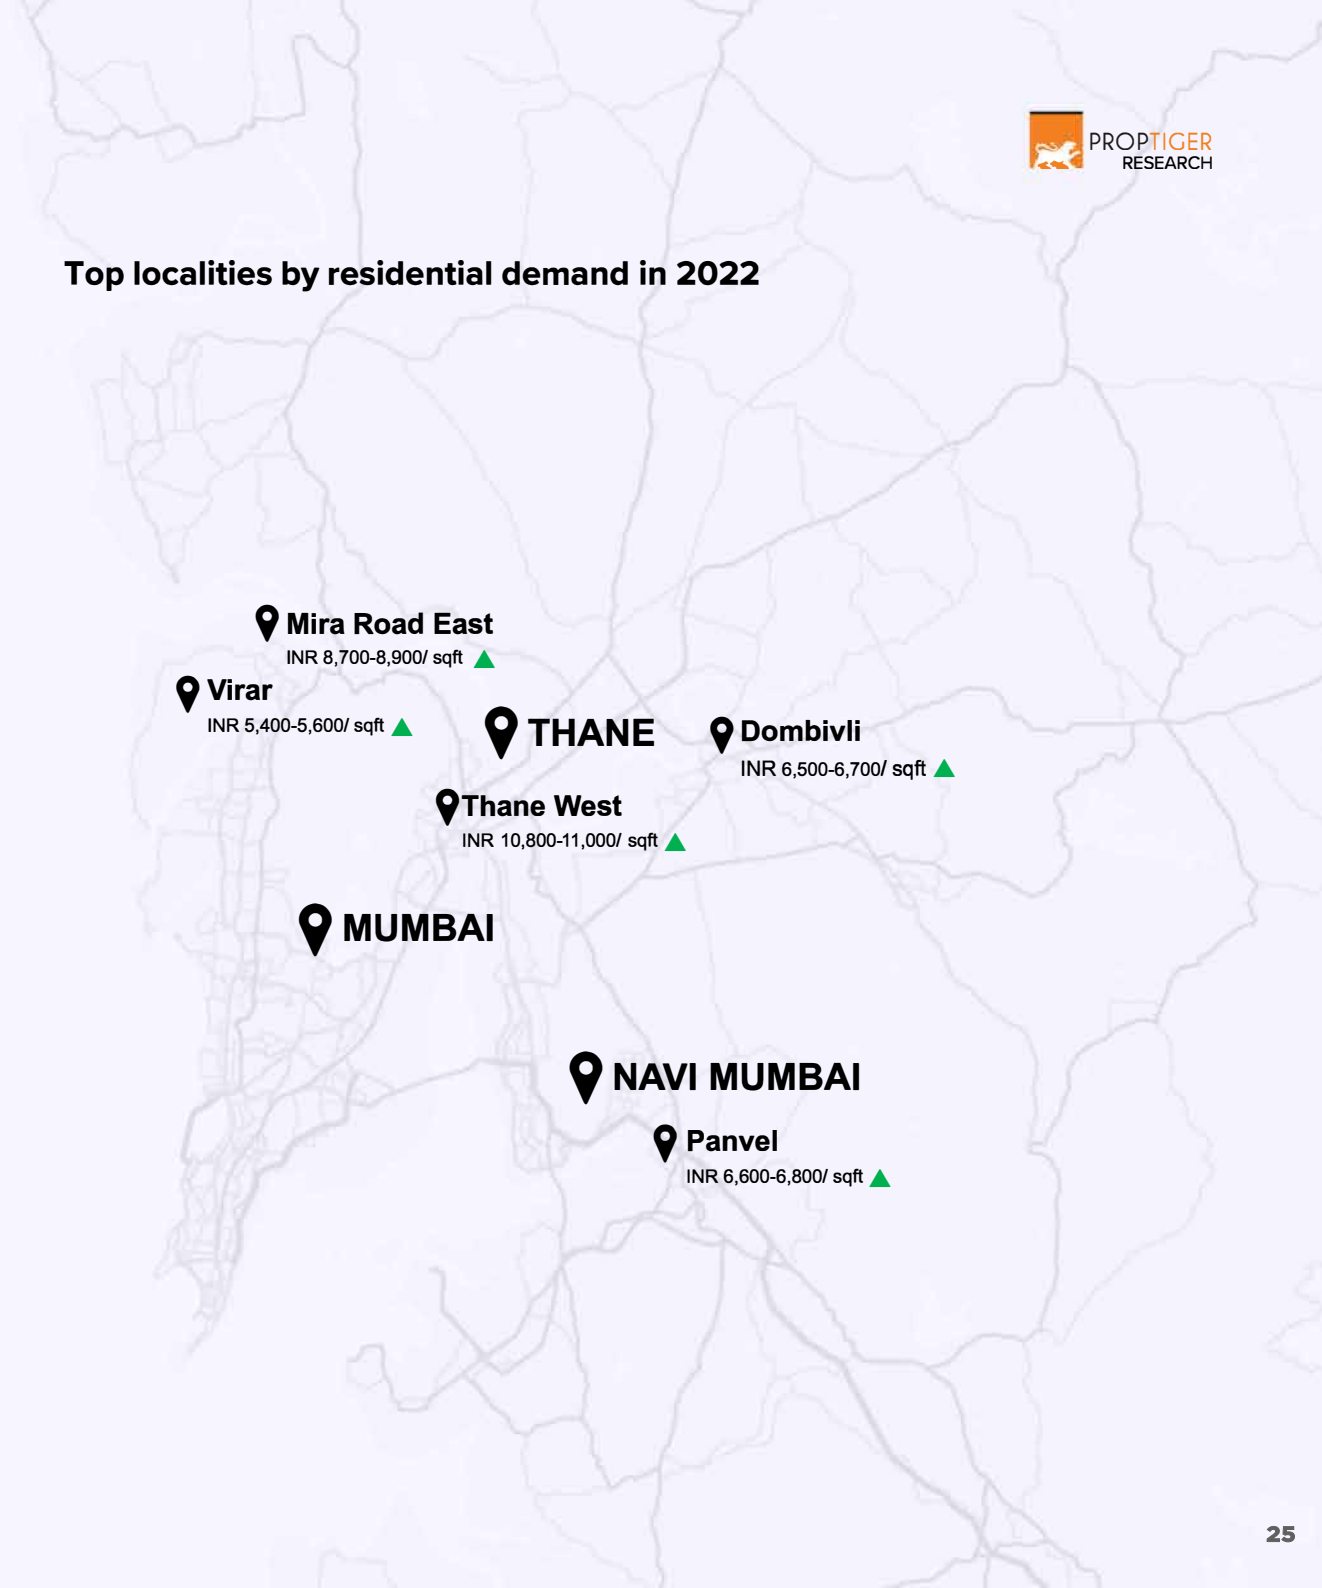 PROPTIGER
RESEARCH
Top localities by residential demand in 2022
Mira Road East
INR 8,700-8,900/ sqft
Virar
INR 5,400-5,600/ sqft
THANE
Dombivli
INR 6,500-6,700/ sqft
Thane West
INR 10,800-11,000/ sqft
MUMBAI
NAVI MUMBAI
Panvel
INR 6,600-6,800/ sqft
25